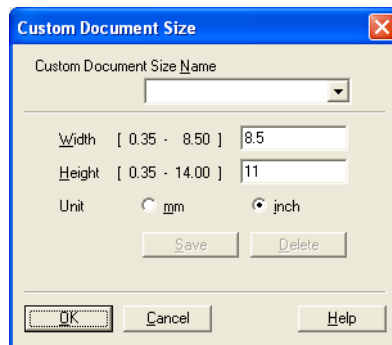 Custom Document Size
Custom Document Size Name
Width [ 0.35 - 8.50 ] 8.5
Height [ 0.35 - 14.00 ] 11
Unit mm inch
Save Delete
OK Cancel Help